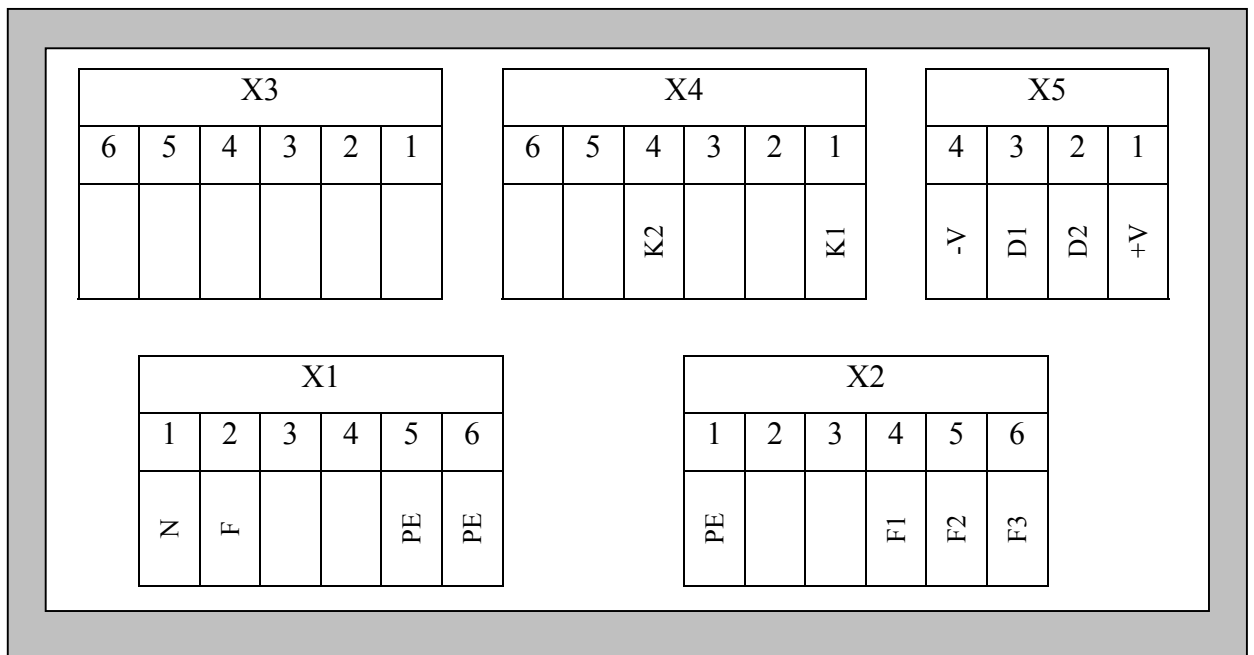 X3 X4 X5
6 5 4 3 2 1 6 5 4 3 2 1 4 3 2 1
K2 K1 -V D1 D2 +V
X1 X2
1 2 3 4 5 6 1 2 3 4 5 6
N F PE PE PE F1 F2 F3